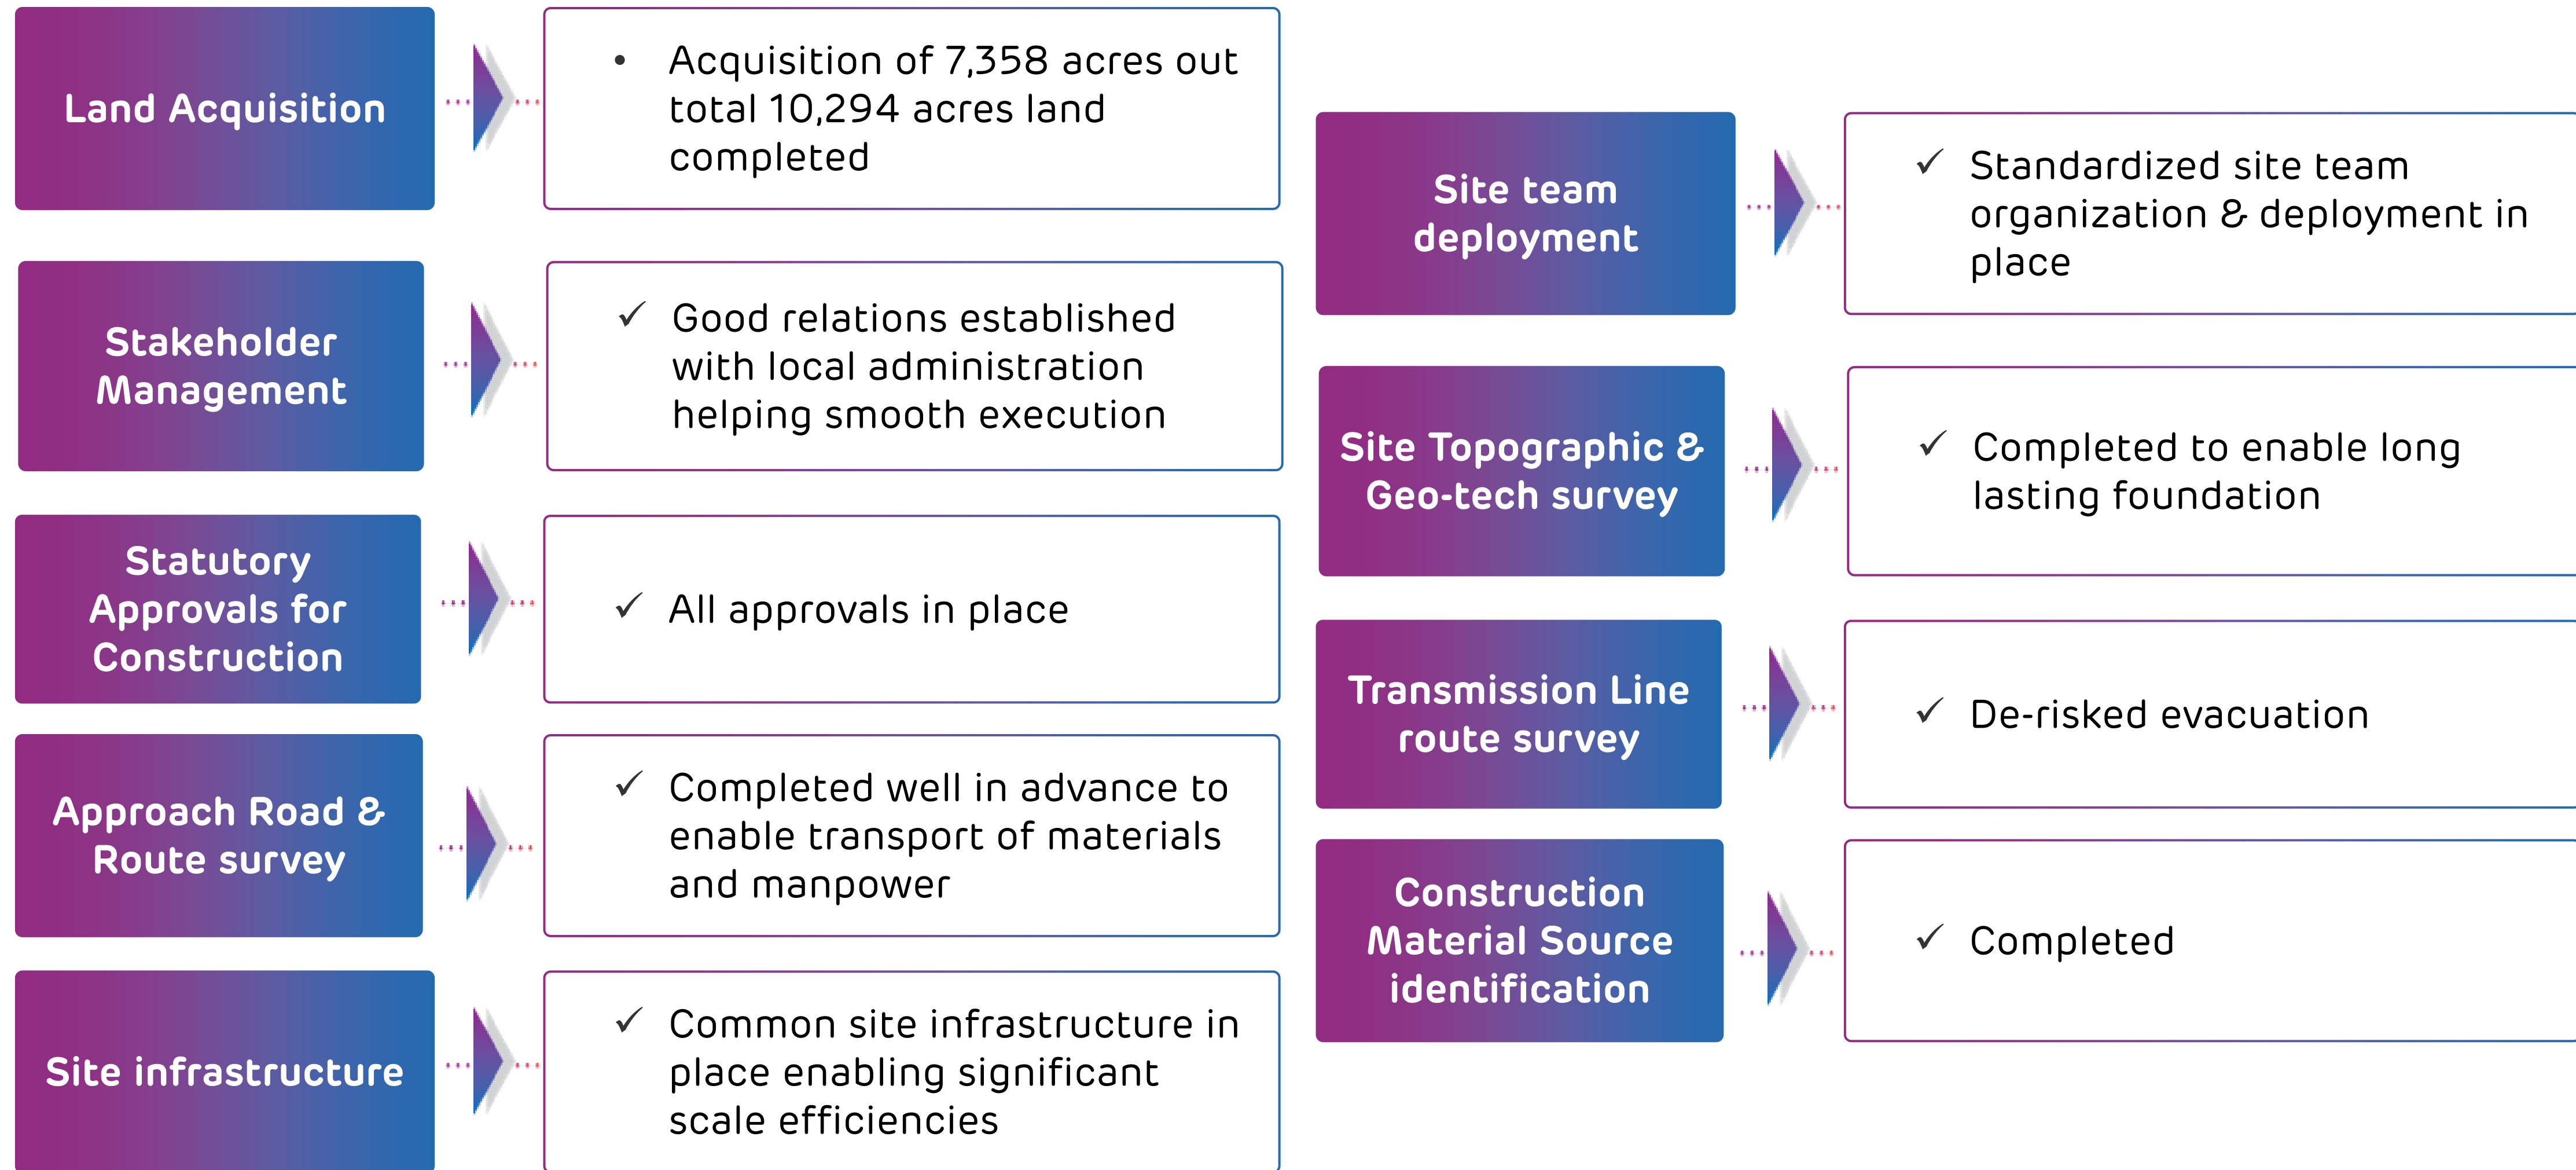 Land Acquisition
• Acquisition of 7,358 acres out
total 10,294 acres land
completed
Stakeholder
Management
✓ Good relations established
with local administration
helping smooth execution
Statutory
Approvals for
Construction
✓ All approvals in place
Approach Road &
Route survey
✓ Completed well in advance to
enable transport of materials
and manpower
Site infrastructure
✓ Common site infrastructure in
place enabling significant
scale efficiencies
Site team
deployment
✓ Standardized site team
organization & deployment in
place
Site Topographic &
Geo-tech survey
✓ Completed to enable long
lasting foundation
Transmission Line
route survey
✓ De-risked evacuation
Construction
Material Source
identification
✓ Completed